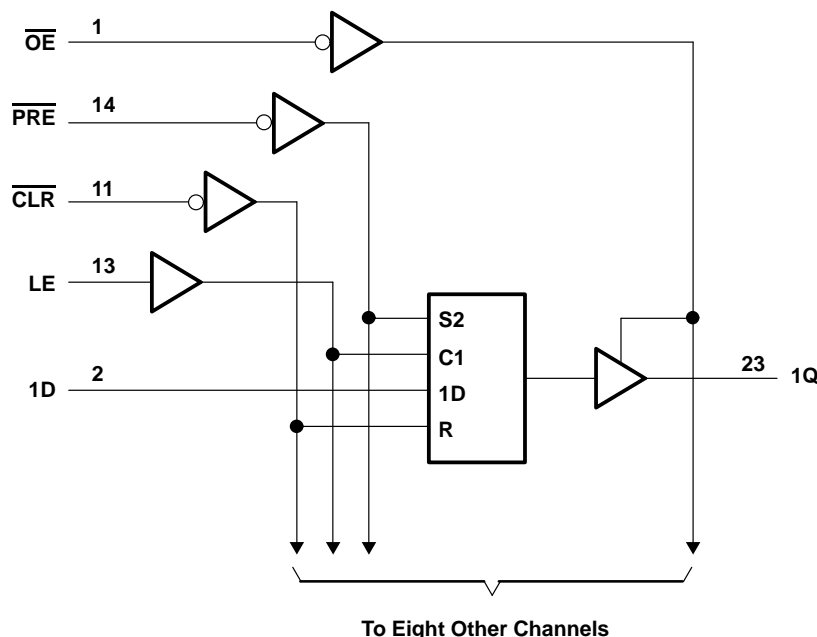 OE 1
PRE 14
CLR 11
LE 13
1D 2
S2
C1
1D
R
23 1Q
To Eight Other Channels